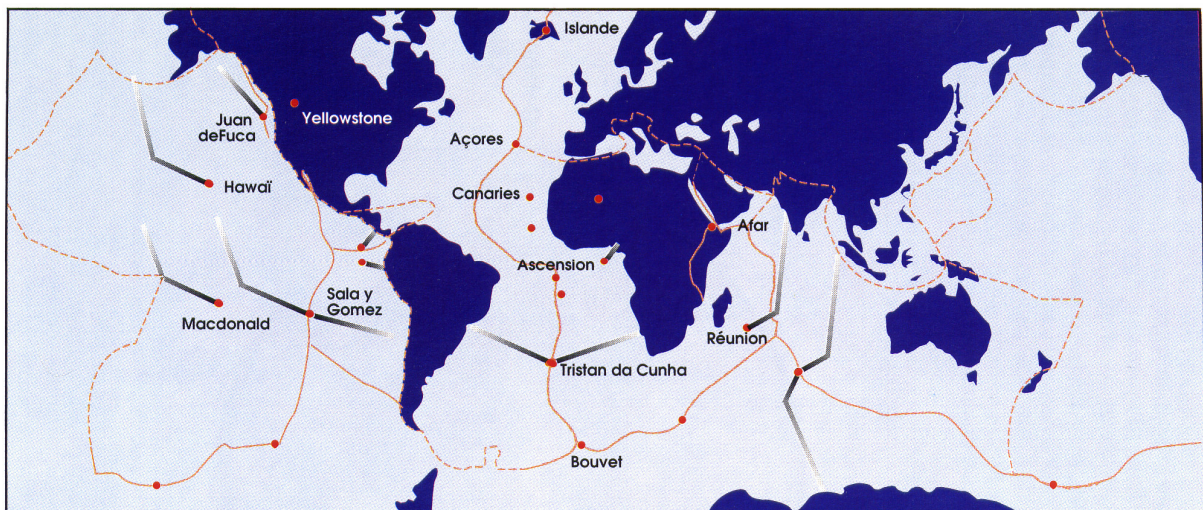 Islande
Juan
deFuca
Yellowstone
Açores
Hawaï
Canaries
Afar
Ascension
Sala y
Gomez
Macdonald
Réunion
Tristan da Cunha
Bouvet